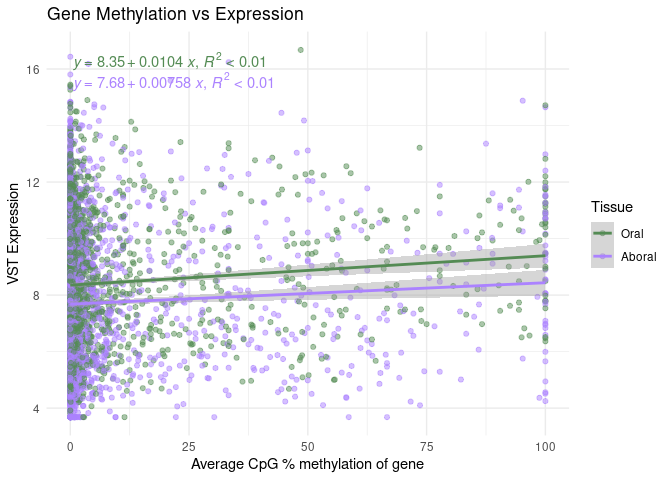 Gene Methylation vs Expression
y = 8.35 + 0.0104 x, R² < 0.01
y = 7.68 + 0.00758 x, R² < 0.01
16
12
8
4
VST Expression
0 25 50 75 100
Average CpG % methylation of gene
Tissue
Oral
Aboral